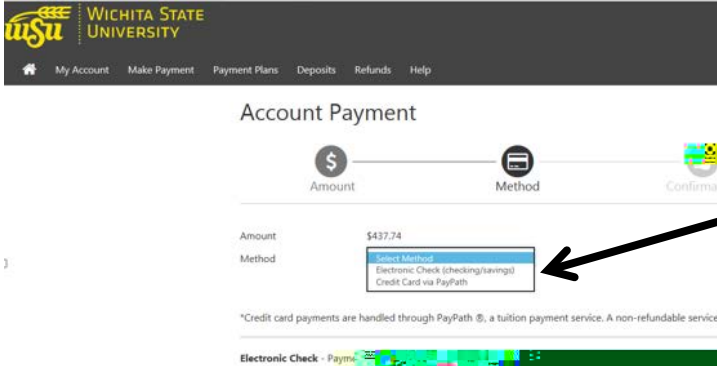 WICHITA STATE
UNIVERSITY
wsu
My Account Make Payment Payment Plans Deposits Refunds Help
Account Payment
$
Amount Method Confirma
Amount $437.74
Method Select Method
Electronic Check (checking/savings)
Credit Card via PayPath
*Credit card payments are handled through PayPath ®, a tuition payment service. A non-refundable service
Electronic Check - Payme